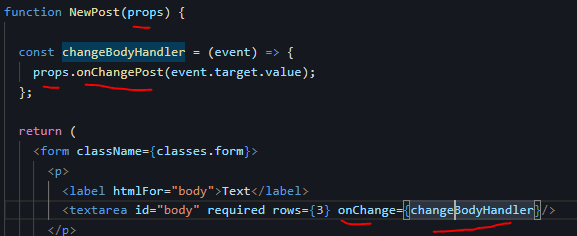 function NewPost(props) {
const changeBodyHandler = (event) => {
props.onChangePost(event.target.value);
};
return (
<form className={classes.form}>
<p>
<label htmlFor="body">Text</label>
<textarea id="body" required rows={3} onChange={changeBodyHandler}/>
</p>